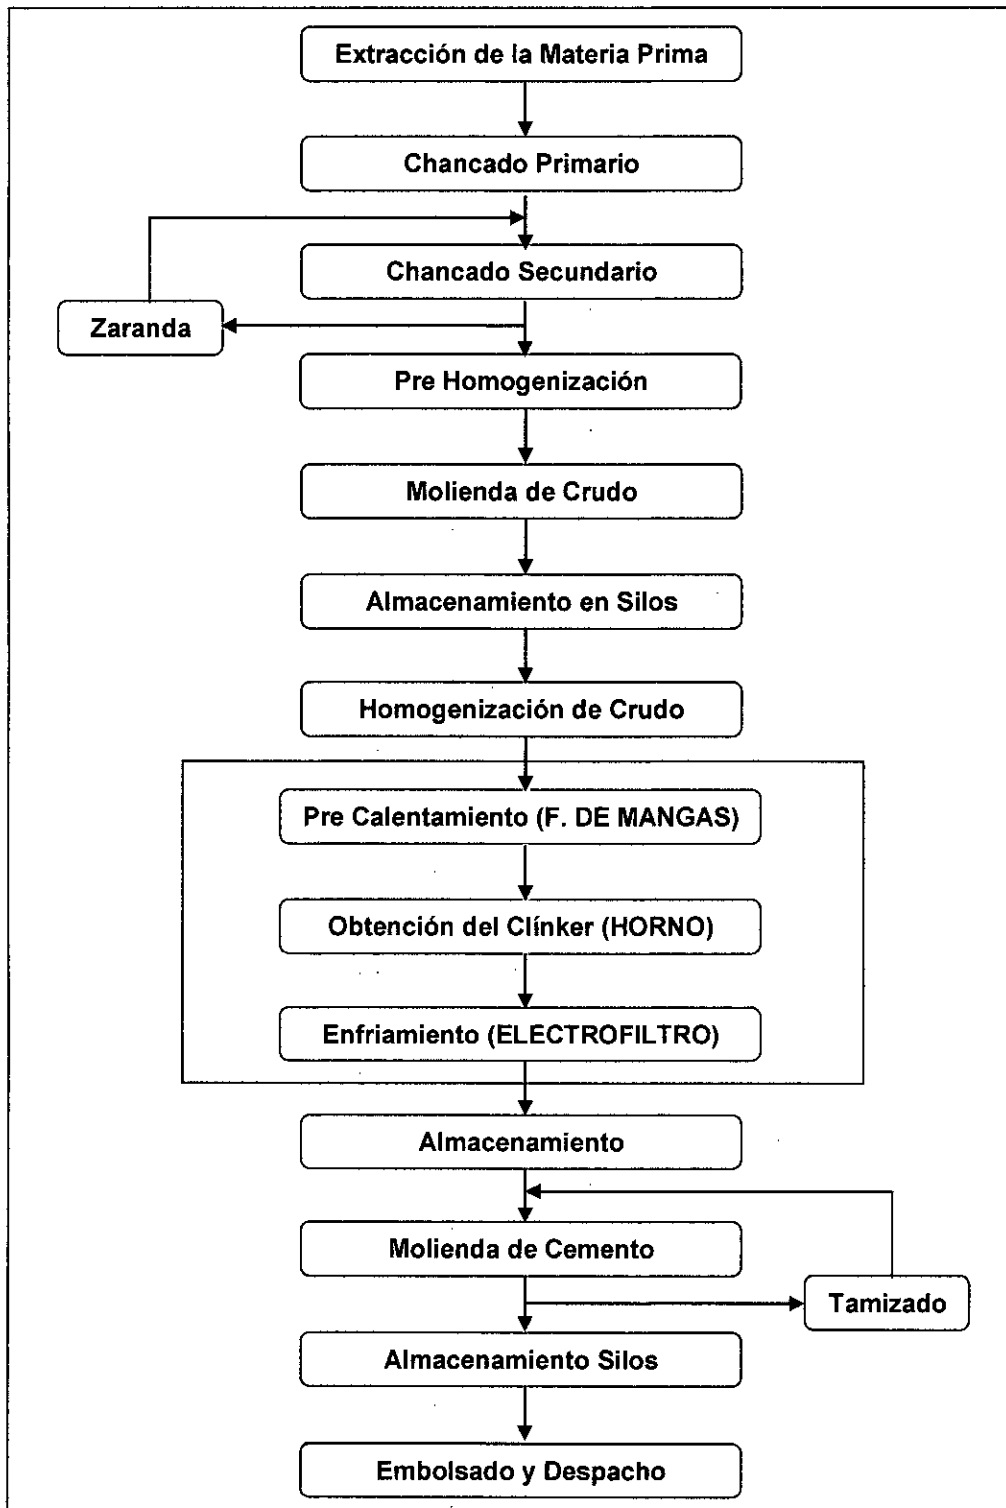 Extracción de la Materia Prima
Chancado Primario
Chancado Secundario
Zaranda
Pre Homogenización
Molienda de Crudo
Almacenamiento en Silos
Homogenización de Crudo
Pre Calentamiento (F. DE MANGAS)
Obtención del Clínker (HORNO)
Enfriamiento (ELECTROFILTRO)
Almacenamiento
Molienda de Cemento
Tamizado
Almacenamiento Silos
Embolsado y Despacho